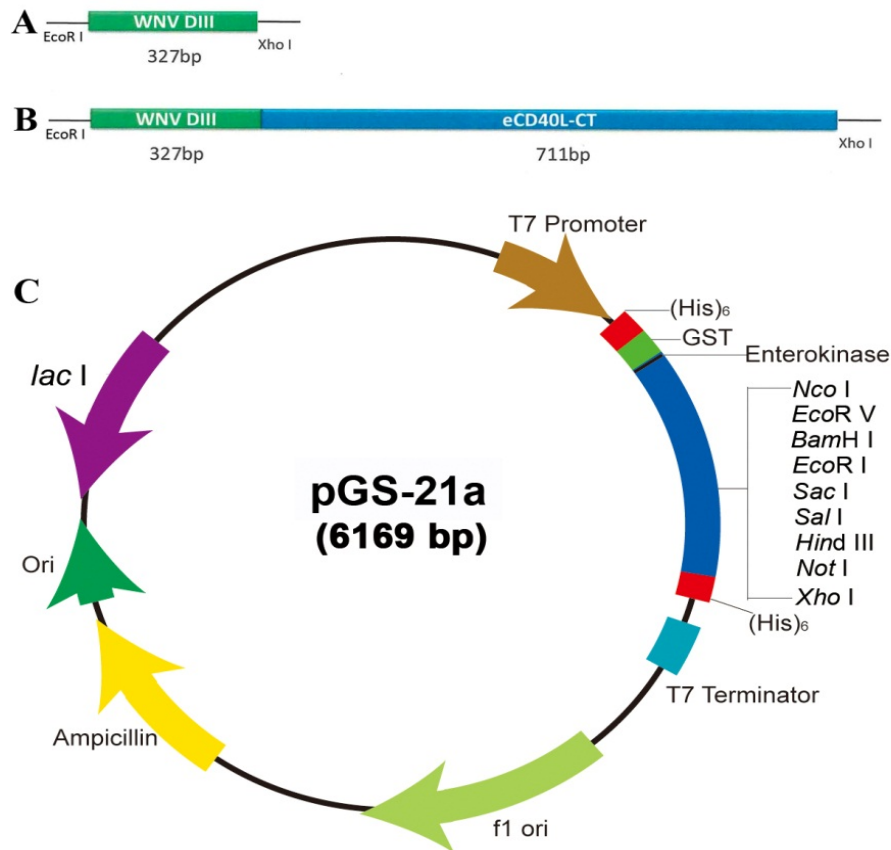 A
WNV DIII
EcoR I
Xho I
327bp
B
WNV DIII
eCD40L-CT
EcoR I
Xho I
327bp
711bp
C
T7 Promoter
(His)₆
GST
Enterokinase
lac I
Nco I
EcoR V
BamH I
EcoR I
Sac I
Sal I
Hind III
Not I
Xho I
pGS-21a
(6169 bp)
Ori
(His)₆
T7 Terminator
Ampicillin
f1 ori